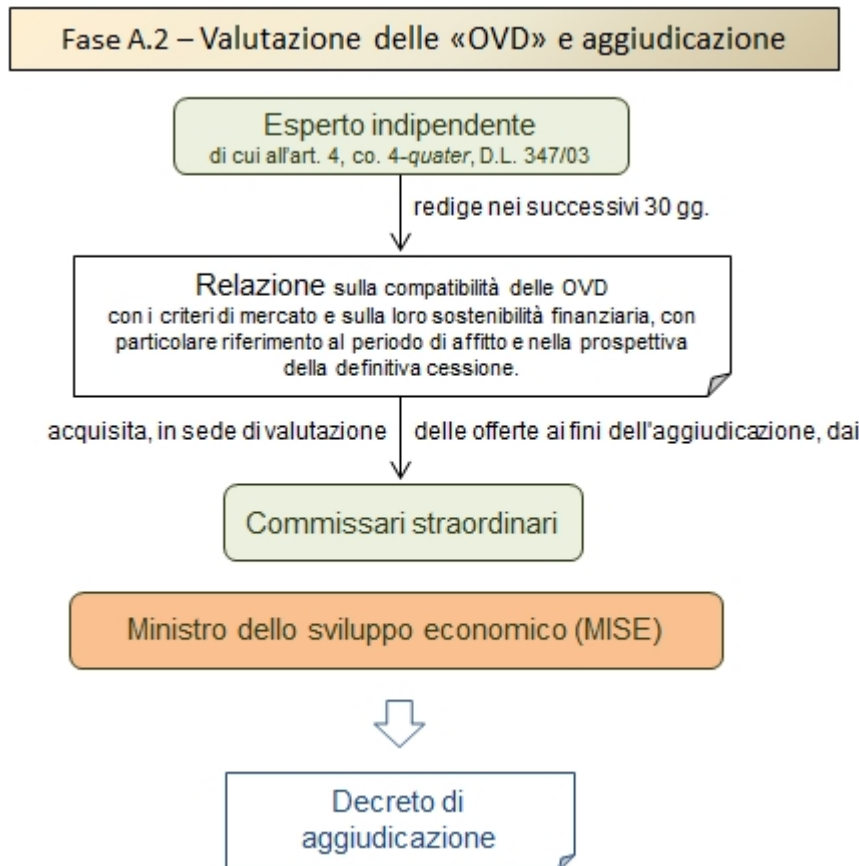 Fase A.2 – Valutazione delle «OVD» e aggiudicazione
Esperto indipendente
di cui all'art. 4, co. 4-quater, D.L. 347/03
redige nei successivi 30 gg.
Relazione sulla compatibilità delle OVD
con i criteri di mercato e sulla loro sostenibilità finanziaria, con
particolare riferimento al periodo di affitto e nella prospettiva
della definitiva cessione.
acquisita, in sede di valutazione delle offerte ai fini dell'aggiudicazione, dai
Commissari straordinari
Ministro dello sviluppo economico (MISE)
Decreto di
aggiudicazione